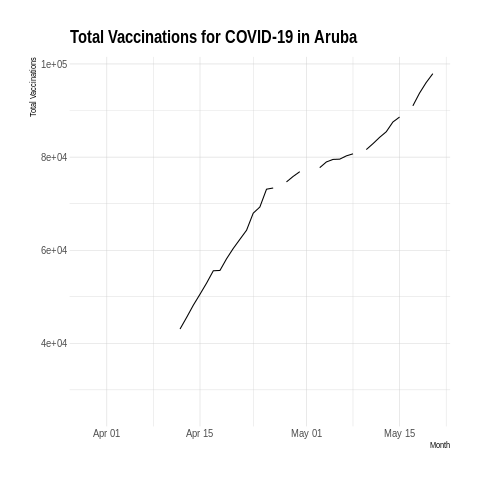 Total Vaccinations for COVID-19 in Aruba
Total Vaccinations
1e+05
8e+04
6e+04
4e+04
Apr 01
Apr 15
May 01
May 15
Month